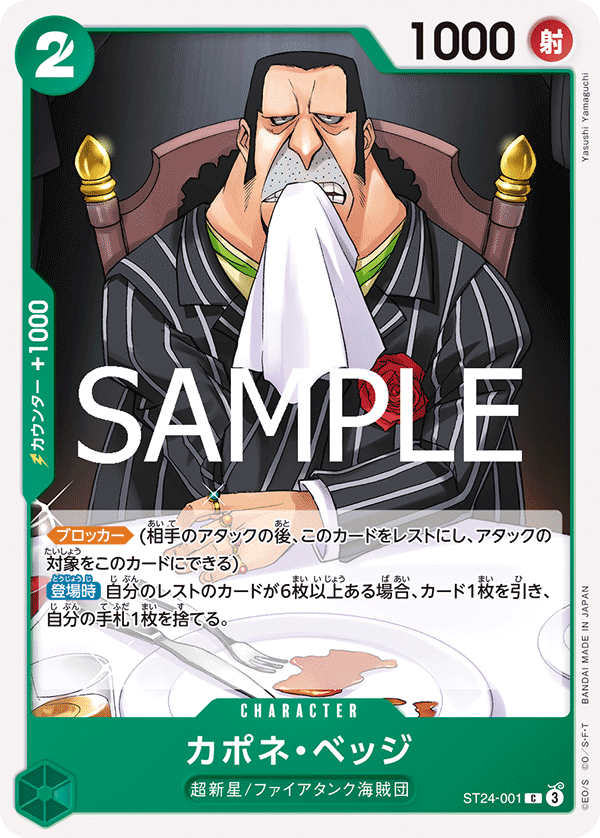 2
1000
射
Yasushi Yamaguchi
カウンター +1000
SAMPLE
ブロッカー (相手のアタックの後、このカードをレストにし、アタックの
対象をこのカードにできる)
登場時 自分のレストのカードが6枚以上ある場合、カード1枚を引き、
自分の手札1枚を捨てる。
CHARACTER
カポネ・ベッジ
超新星/ファイアタンク海賊団
ST24-001 C 3
©E.O/S ©O／S・F・T BANDAI MADE IN JAPAN